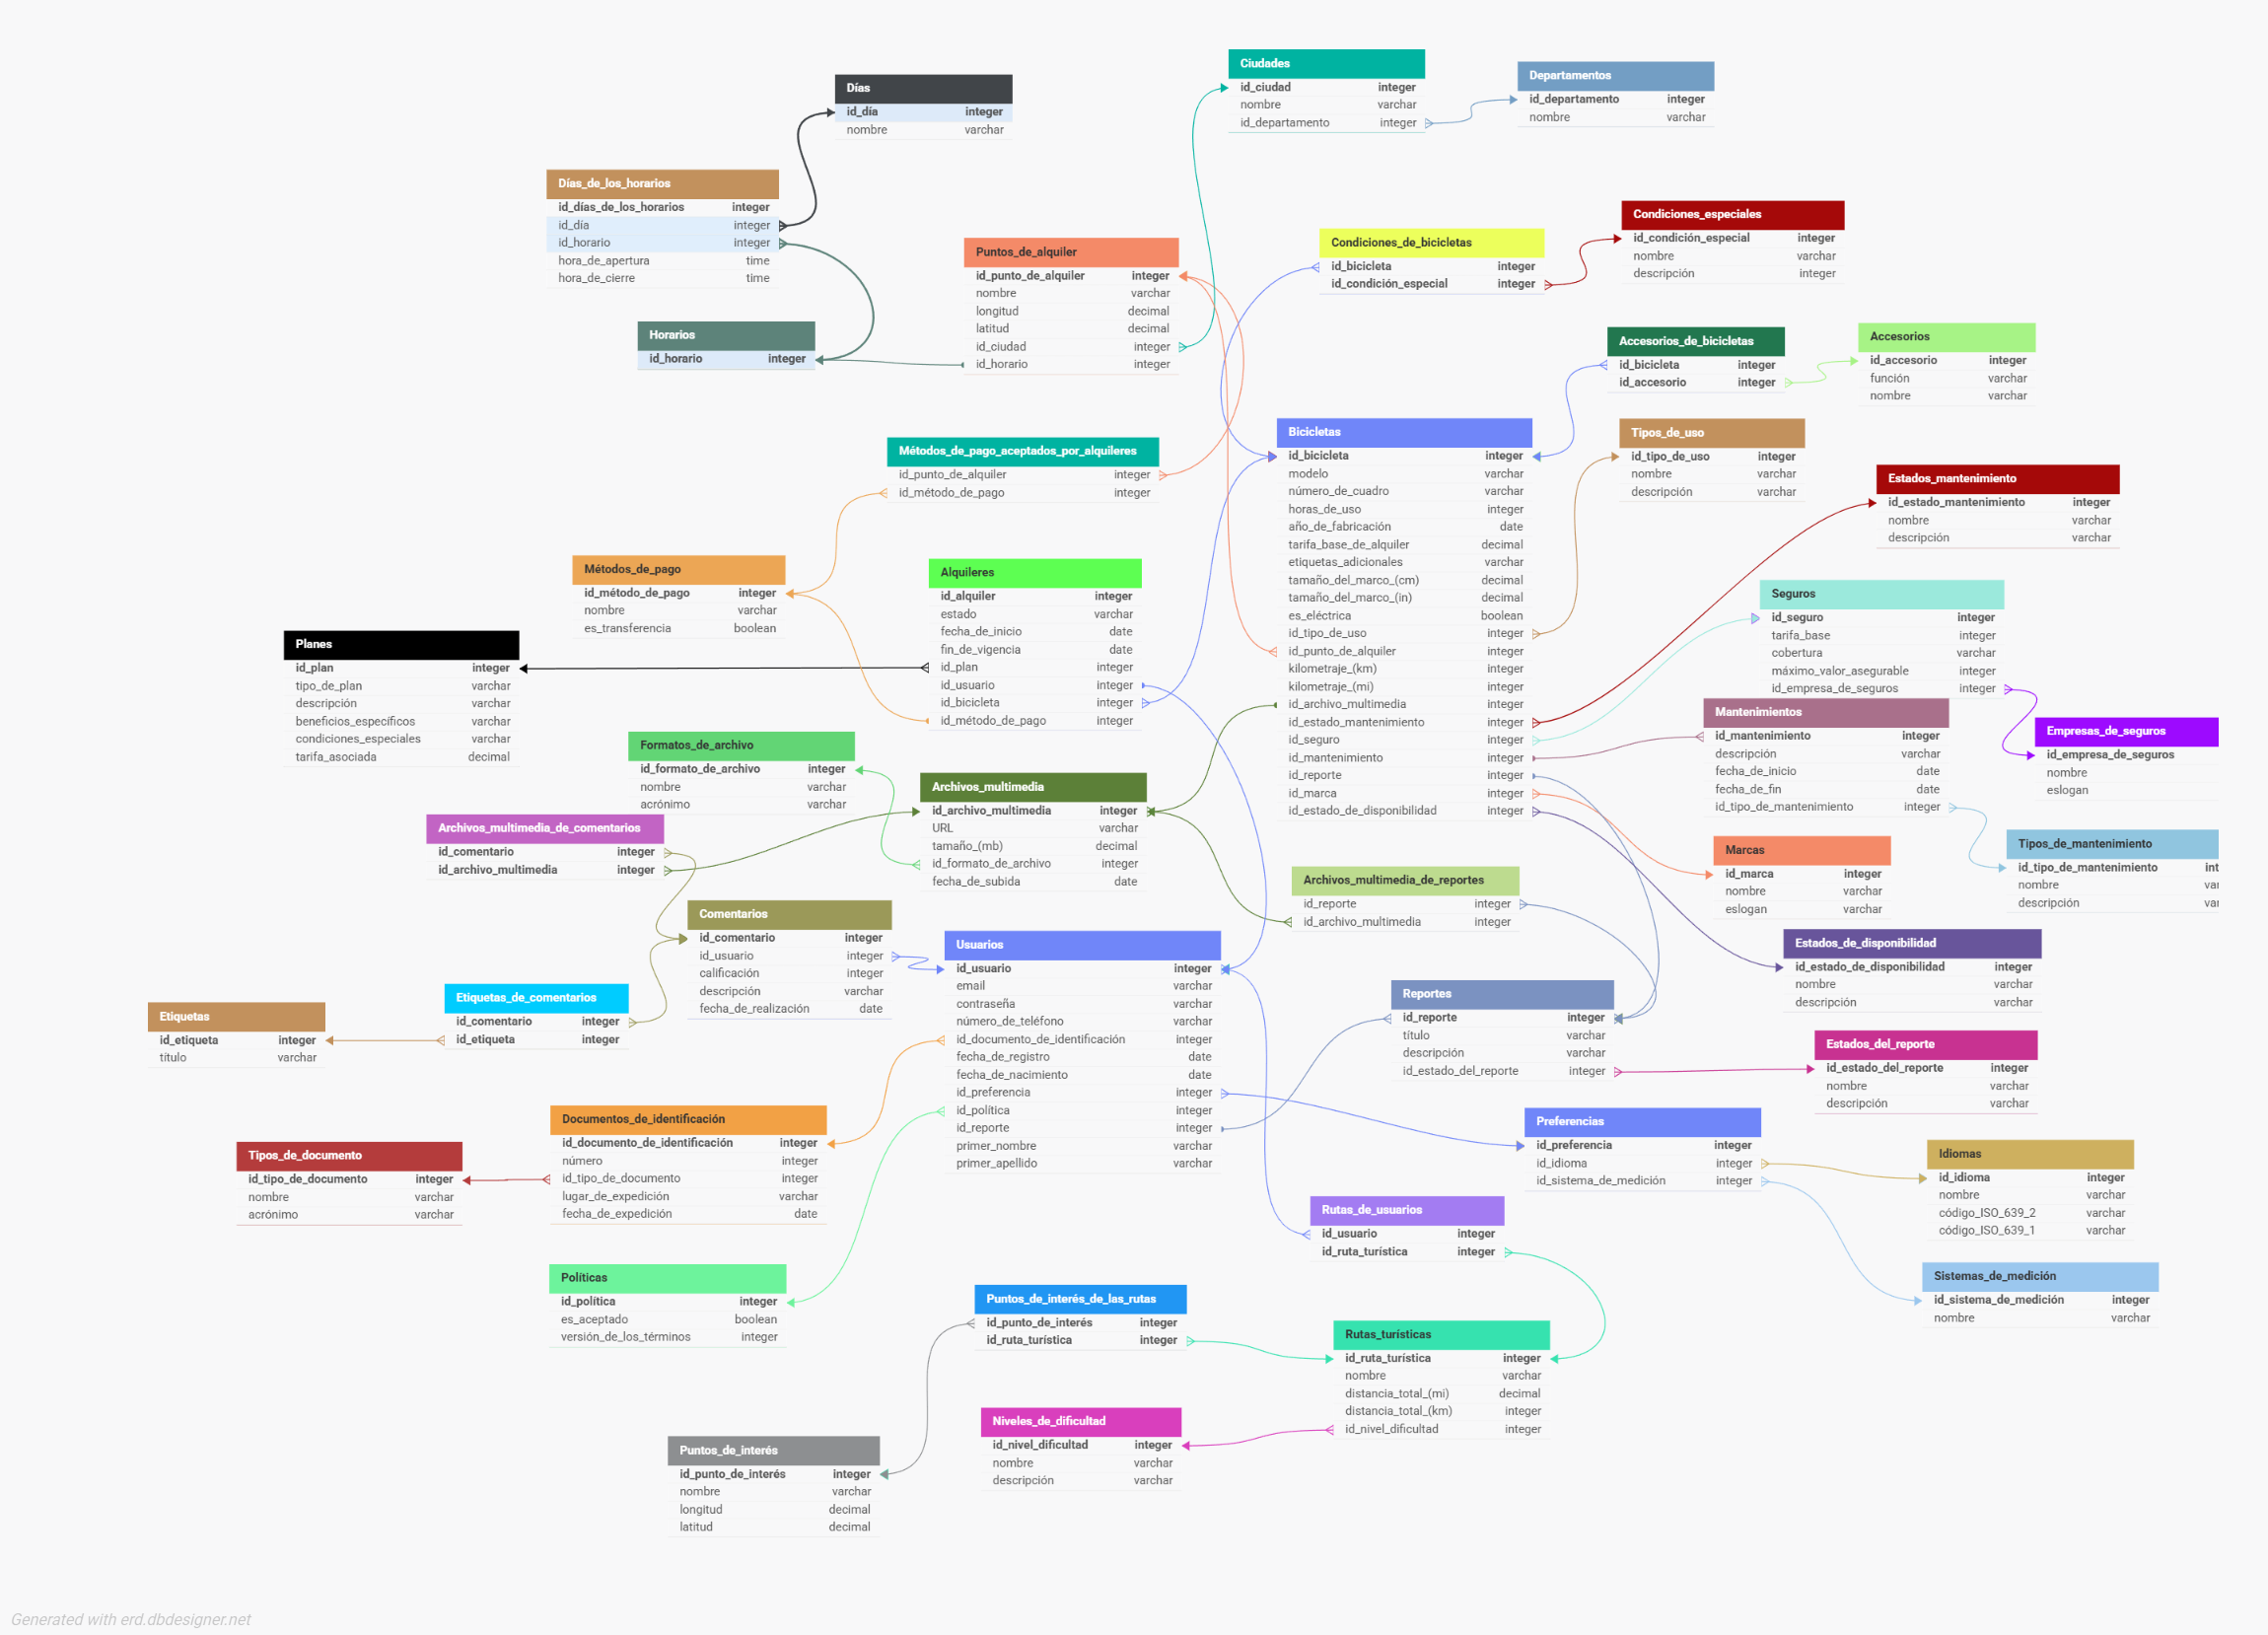 Ciudades
id_ciudad integer
nombre varchar
id_departamento integer
Departamentos
id_departamento integer
nombre varchar
Días
id_día integer
nombre varchar
Días_de_los_horarios
id_días_de_los_horarios integer
id_día integer
id_horario integer
hora_de_apertura time
hora_de_cierre time
Condiciones_especiales
id_condición_especial integer
nombre varchar
descripción integer
Condiciones_de_bicicletas
id_bicicleta integer
id_condición_especial integer
Puntos_de_alquiler
id_punto_de_alquiler integer
nombre varchar
longitud decimal
latitud decimal
id_ciudad integer
id_horario integer
Horarios
id_horario integer
Accesorios_de_bicicletas
id_bicicleta integer
id_accesorio integer
Accesorios
id_accesorio integer
función varchar
nombre varchar
Bicicletas
id_bicicleta integer
modelo varchar
número_de_cuadro varchar
horas_de_uso integer
año_de_fabricación date
tarifa_base_de_alquiler decimal
etiquetas_adicionales varchar
tamaño_del_marco_(cm) decimal
tamaño_del_marco_(in) decimal
es_eléctrica boolean
id_tipo_de_uso integer
id_punto_de_alquiler integer
kilometraje_(km) integer
kilometraje_(mi) integer
id_archivo_multimedia integer
id_estado_mantenimiento integer
id_seguro integer
id_mantenimiento integer
id_reporte integer
id_marca integer
id_estado_de_disponibilidad integer
Tipos_de_uso
id_tipo_de_uso integer
nombre varchar
descripción varchar
Métodos_de_pago_aceptados_por_alquileres
id_punto_de_alquiler integer
id_método_de_pago integer
Estados_mantenimiento
id_estado_mantenimiento integer
nombre varchar
descripción varchar
Métodos_de_pago
id_método_de_pago integer
nombre varchar
es_transferencia boolean
Alquileres
id_alquiler integer
estado varchar
fecha_de_inicio date
fin_de_vigencia date
id_plan integer
id_usuario integer
id_bicicleta integer
id_método_de_pago integer
Seguros
id_seguro integer
tarifa_base integer
cobertura varchar
máximo_valor_asegurable integer
id_empresa_de_seguros integer
Planes
id_plan integer
tipo_de_plan varchar
descripción varchar
beneficios_específicos varchar
condiciones_especiales varchar
tarifa_asociada decimal
Mantenimientos
id_mantenimiento integer
descripción varchar
fecha_de_inicio date
fecha_de_fin date
id_tipo_de_mantenimiento integer
Empresas_de_seguros
id_empresa_de_seguros
nombre
eslogan
Formatos_de_archivo
id_formato_de_archivo integer
nombre varchar
acrónimo varchar
Archivos_multimedia
id_archivo_multimedia integer
URL varchar
tamaño_(mb) decimal
id_formato_de_archivo integer
fecha_de_subida date
Archivos_multimedia_de_comentarios
id_comentario integer
id_archivo_multimedia integer
Tipos_de_mantenimiento
id_tipo_de_mantenimiento int
nombre va
descripción va
Marcas
id_marca integer
nombre varchar
eslogan varchar
Archivos_multimedia_de_reportes
id_reporte integer
id_archivo_multimedia integer
Comentarios
id_comentario integer
id_usuario integer
calificación integer
descripción varchar
fecha_de_realización date
Usuarios
id_usuario integer
email varchar
contraseña varchar
número_de_teléfono varchar
id_documento_de_identificación integer
fecha_de_registro date
fecha_de_nacimiento date
id_preferencia integer
id_política integer
id_reporte integer
primer_nombre varchar
primer_apellido varchar
Estados_de_disponibilidad
id_estado_de_disponibilidad integer
nombre varchar
descripción varchar
Reportes
id_reporte integer
título varchar
descripción varchar
id_estado_del_reporte integer
Etiquetas_de_comentarios
id_comentario integer
id_etiqueta integer
Etiquetas
id_etiqueta integer
título varchar
Estados_del_reporte
id_estado_del_reporte integer
nombre varchar
descripción varchar
Documentos_de_identificación
id_documento_de_identificación integer
número integer
id_tipo_de_documento integer
lugar_de_expedición varchar
fecha_de_expedición date
Preferencias
id_preferencia integer
id_idioma integer
id_sistema_de_medición integer
Tipos_de_documento
id_tipo_de_documento integer
nombre varchar
acrónimo varchar
Idiomas
id_idioma integer
nombre varchar
código_ISO_639_2 varchar
código_ISO_639_1 varchar
Rutas_de_usuarios
id_usuario integer
id_ruta_turística integer
Políticas
id_política integer
es_aceptado boolean
versión_de_los_términos integer
Sistemas_de_medición
id_sistema_de_medición integer
nombre varchar
Puntos_de_interés_de_las_rutas
id_punto_de_interés integer
id_ruta_turística integer
Rutas_turísticas
id_ruta_turística integer
nombre varchar
distancia_total_(mi) decimal
distancia_total_(km) integer
id_nivel_dificultad integer
Niveles_de_dificultad
id_nivel_dificultad integer
nombre varchar
descripción varchar
Puntos_de_interés
id_punto_de_interés integer
nombre varchar
longitud decimal
latitud decimal
Generated with erd.dbdesigner.net